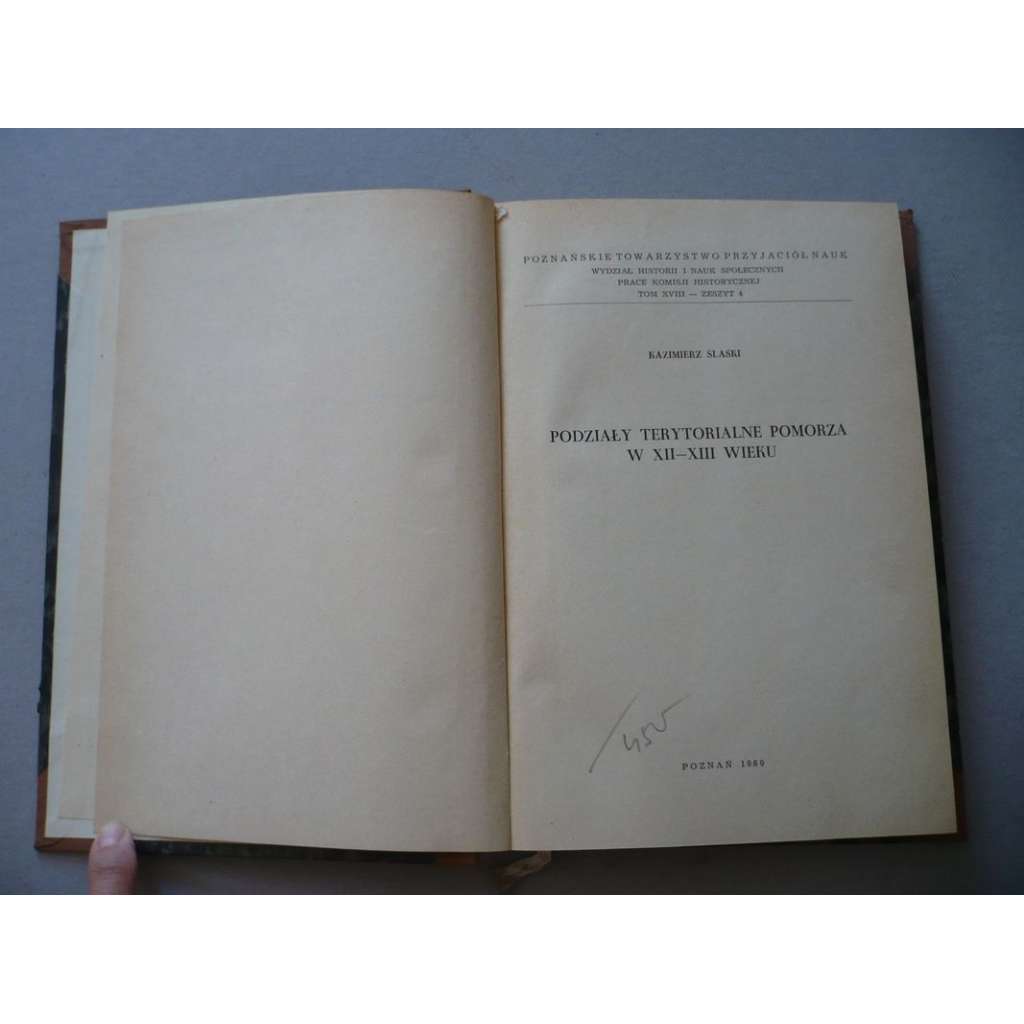 POZNAŃSKIE TOWARZYSTWO PRZYJACIÓŁ NAUK
WYDZIAŁ HISTORII I NAUK SPOŁECZNYCH
PRACE KOMISJI HISTORYCZNEJ
TOM XVIII — ZESZYT 4
KAZIMIERZ ŚLASKI
PODZIAŁY TERYTORIALNE POMORZA
W XII—XIII WIEKU
POZNAŃ 1960